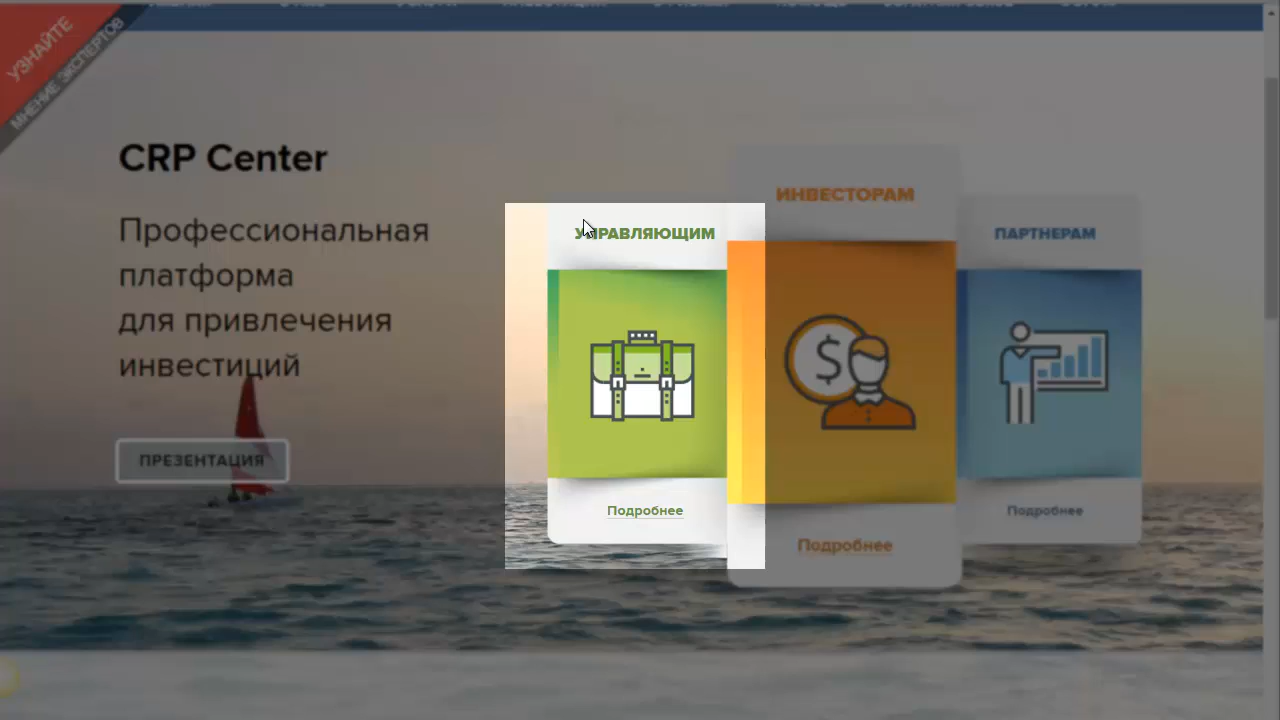 УЗНАЙТЕ
МНЕНИЕ ЭКСПЕРТОВ
CRP Center
Профессиональная
платформа
для привлечения
инвестиций
ПРЕЗЕНТАЦИЯ
УПРАВЛЯЮЩИМ
Подробнее
ИНВЕСТОРАМ
Подробнее
ПАРТНЕРАМ
Подробнее